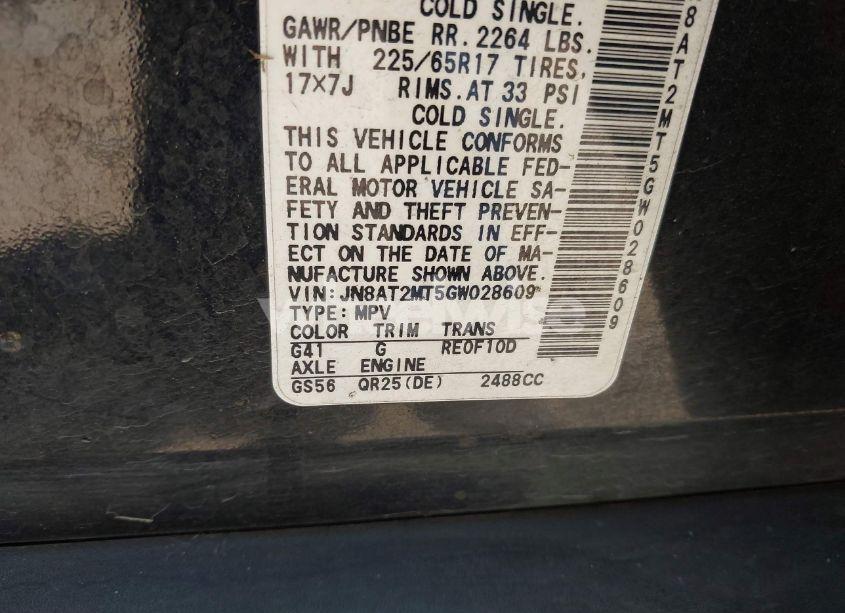 COLD SINGLE.
GAWR/PNBE RR. 2264 LBS.
WITH 225/65R17 TIRES,
17×7J RIMS. AT 33 PSI
COLD SINGLE.
THIS VEHICLE CONFORMS
TO ALL APPLICABLE FED-
ERAL MOTOR VEHICLE SA-
FETY AND THEFT PREVEN-
TION STANDARDS IN EFF-
ECT ON THE DATE OF MA-
NUFACTURE SHOWN ABOVE.
VIN: JN8AT2MT5GW028609
TYPE: MPV
COLOR TRIM TRANS
G41 G RE0F10D
AXLE ENGINE
GS56 QR25(DE) 2488CC
8AT2MT5GW028609